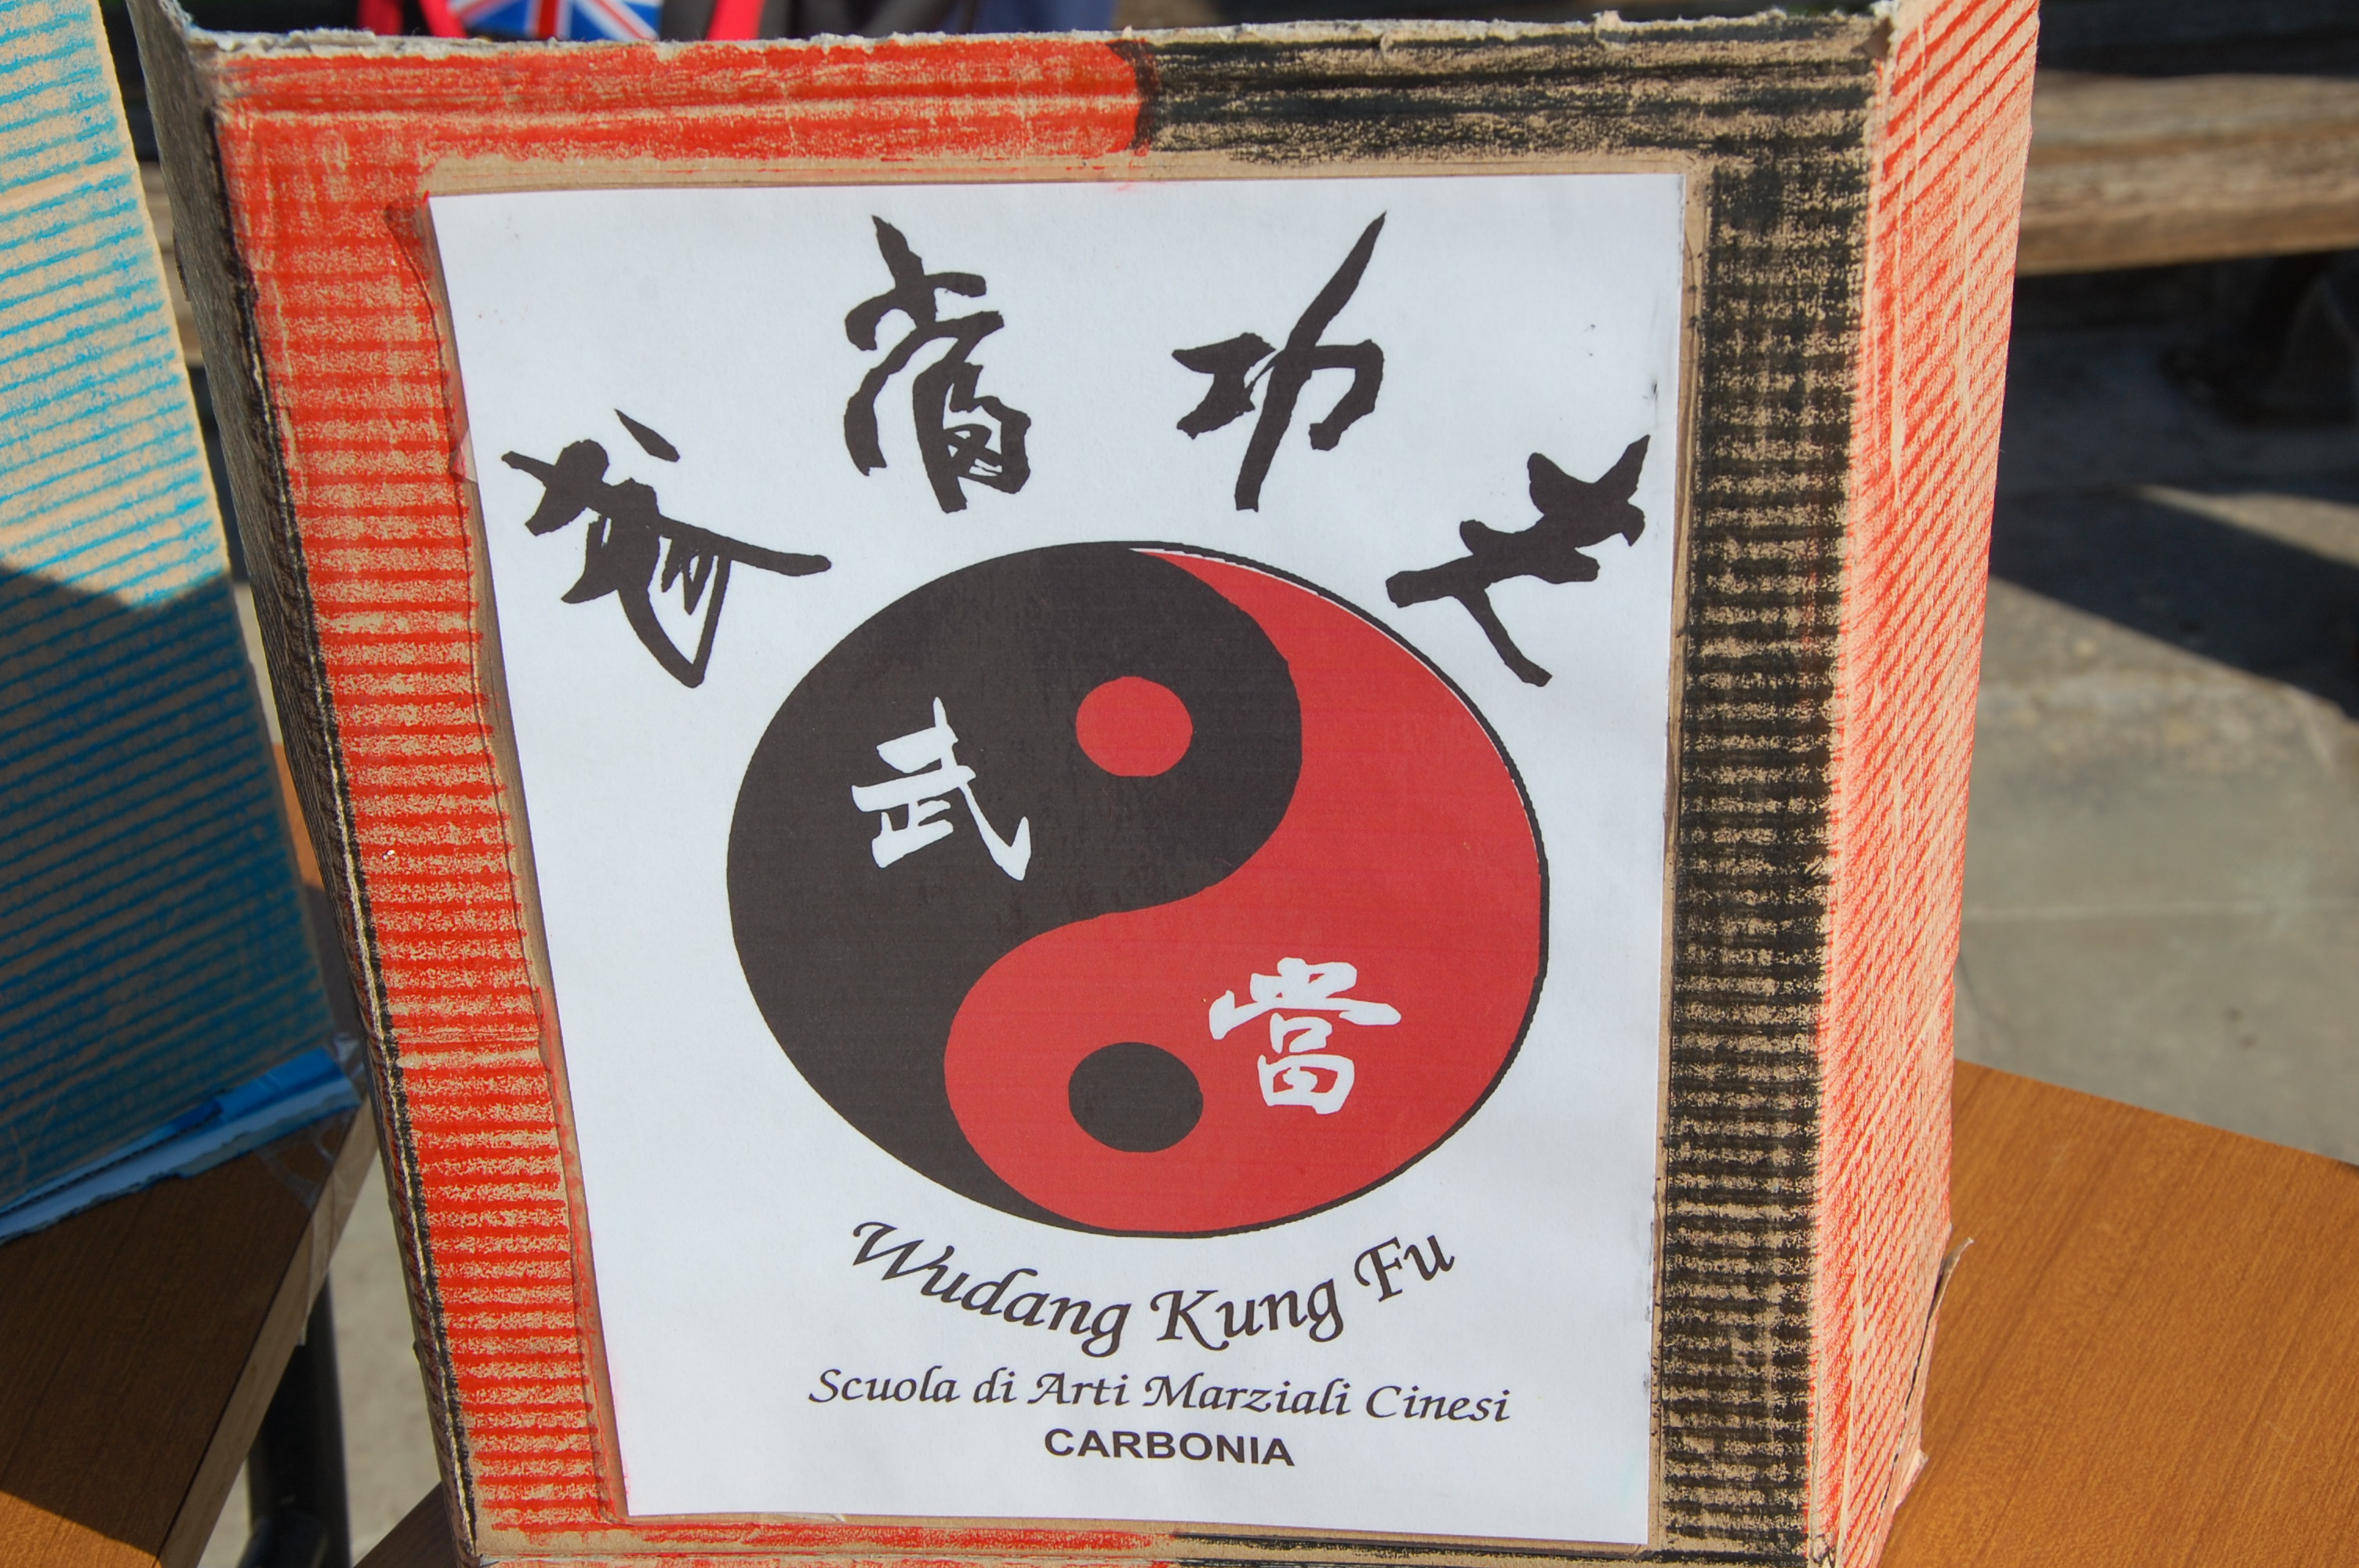 武當功夫
武
當
Wudang Kung Fu
Scuola di Arti Marziali Cinesi
CARBONIA